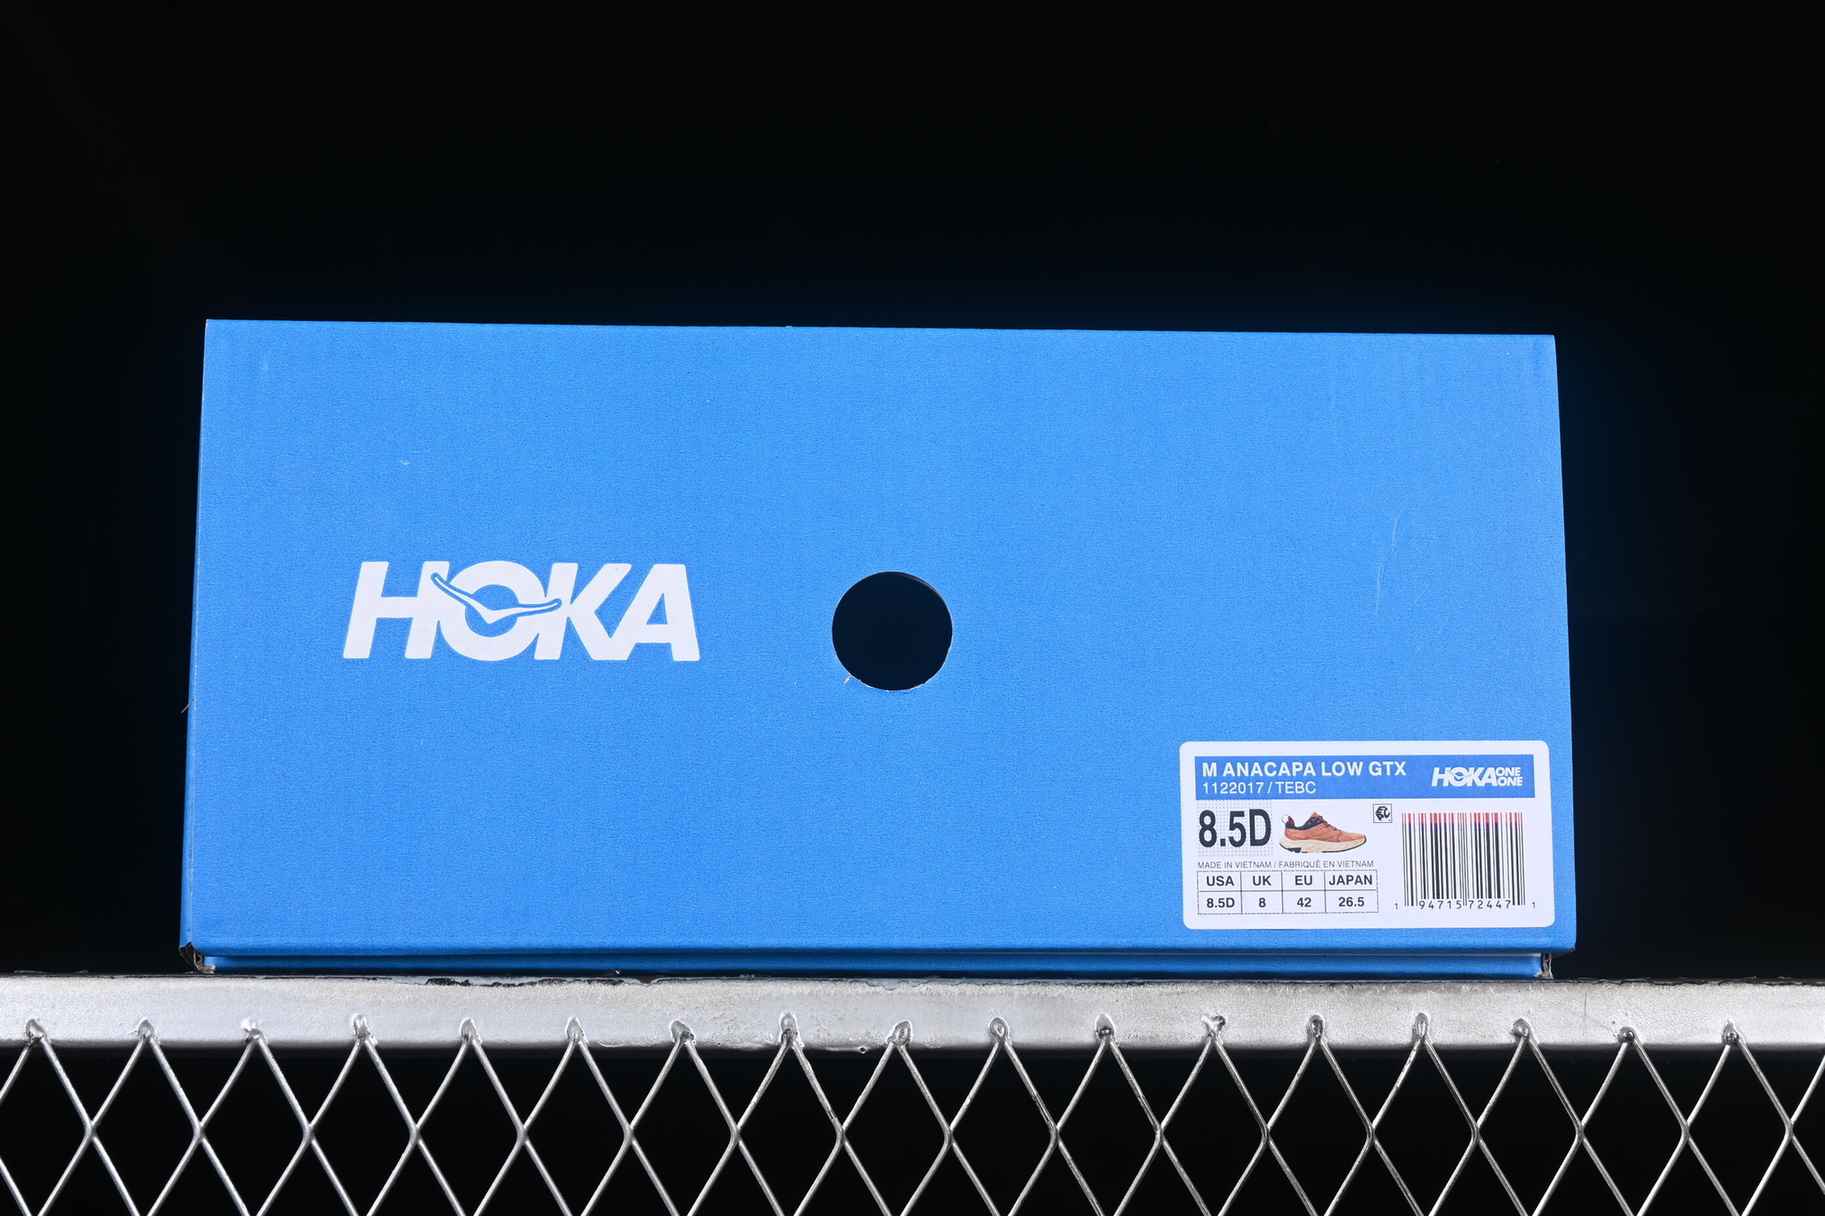 HOKA
M ANACAPA LOW GTX
HOKA ONE ONE
1122017 / TEBC
8.5D
MADE IN VIETNAM / FABRIQUÉ EN VIETNAM
USA UK EU JAPAN
8.5D 8 42 26.5
1 94715 72447 1